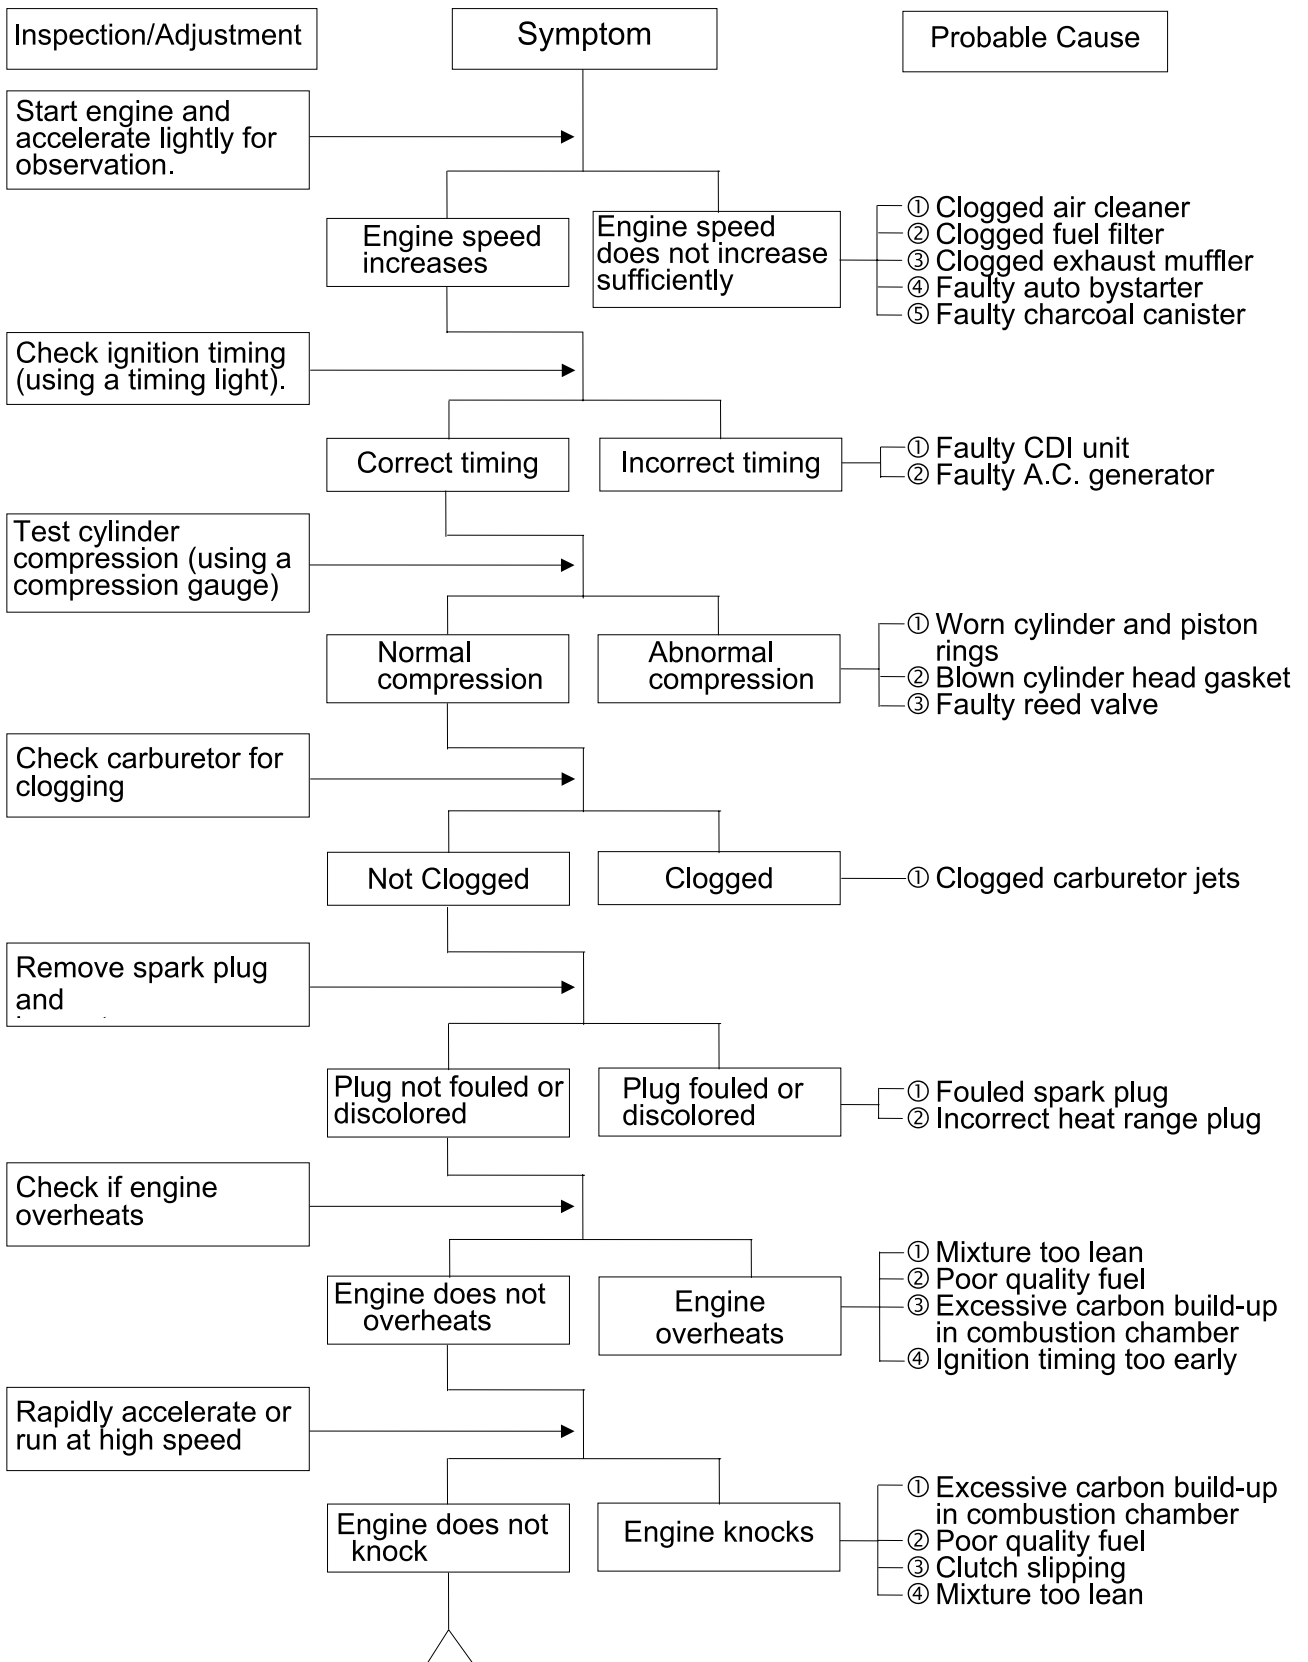 Inspection/Adjustment
Symptom
Probable Cause
Start engine and
accelerate lightly for
observation.
Engine speed
increases
Engine speed
does not increase
sufficiently
① Clogged air cleaner
② Clogged fuel filter
③ Clogged exhaust muffler
④ Faulty auto bystarter
⑤ Faulty charcoal canister
Check ignition timing
(using a timing light).
Correct timing
Incorrect timing
① Faulty CDI unit
② Faulty A.C. generator
Test cylinder
compression (using a
compression gauge)
Normal
compression
Abnormal
compression
① Worn cylinder and piston
rings
② Blown cylinder head gasket
③ Faulty reed valve
Check carburetor for
clogging
Not Clogged
Clogged
① Clogged carburetor jets
Remove spark plug
and
Plug not fouled or
discolored
Plug fouled or
discolored
① Fouled spark plug
② Incorrect heat range plug
Check if engine
overheats
Engine does not
overheats
Engine
overheats
① Mixture too lean
② Poor quality fuel
③ Excessive carbon build-up
in combustion chamber
④ Ignition timing too early
Rapidly accelerate or
run at high speed
Engine does not
knock
Engine knocks
① Excessive carbon build-up
in combustion chamber
② Poor quality fuel
③ Clutch slipping
④ Mixture too lean